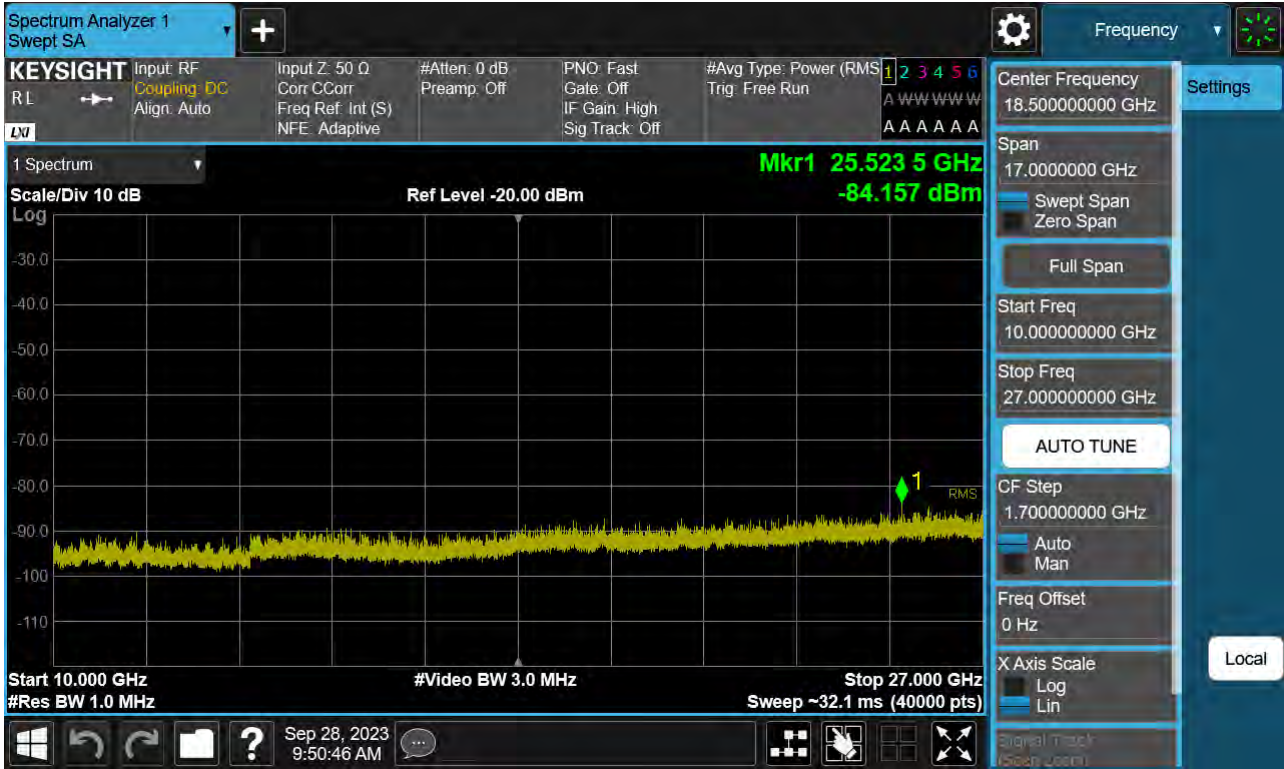 Spectrum Analyzer 1
Swept SA
Frequency
KEYSIGHT
R L
LXI
Input: RF
Coupling: DC
Align: Auto
Input Z: 50 Ω
Corr CCorr
Freq Ref: Int (S)
NFE: Adaptive
#Atten: 0 dB
Preamp: Off
PNO: Fast
Gate: Off
IF Gain: High
Sig Track: Off
#Avg Type: Power (RMS
Trig: Free Run
1 2 3 4 5 6
A W W W W W
A A A A A A
1 Spectrum
Scale/Div 10 dB
Ref Level -20.00 dBm
Mkr1 25.523 5 GHz
-84.157 dBm
Log
-30.0
-40.0
-50.0
-60.0
-70.0
-80.0
-90.0
-100
-110
1
RMS
Start 10.000 GHz
#Video BW 3.0 MHz
Stop 27.000 GHz
#Res BW 1.0 MHz
Sweep ~32.1 ms (40000 pts)
Center Frequency
18.500000000 GHz
Span
17.0000000 GHz
Swept Span
Zero Span
Full Span
Start Freq
10.000000000 GHz
Stop Freq
27.000000000 GHz
AUTO TUNE
CF Step
1.700000000 GHz
Auto
Man
Freq Offset
0 Hz
X Axis Scale
Log
Lin
Signal Track
(Span Zoom)
Settings
Local
Sep 28, 2023
9:50:46 AM